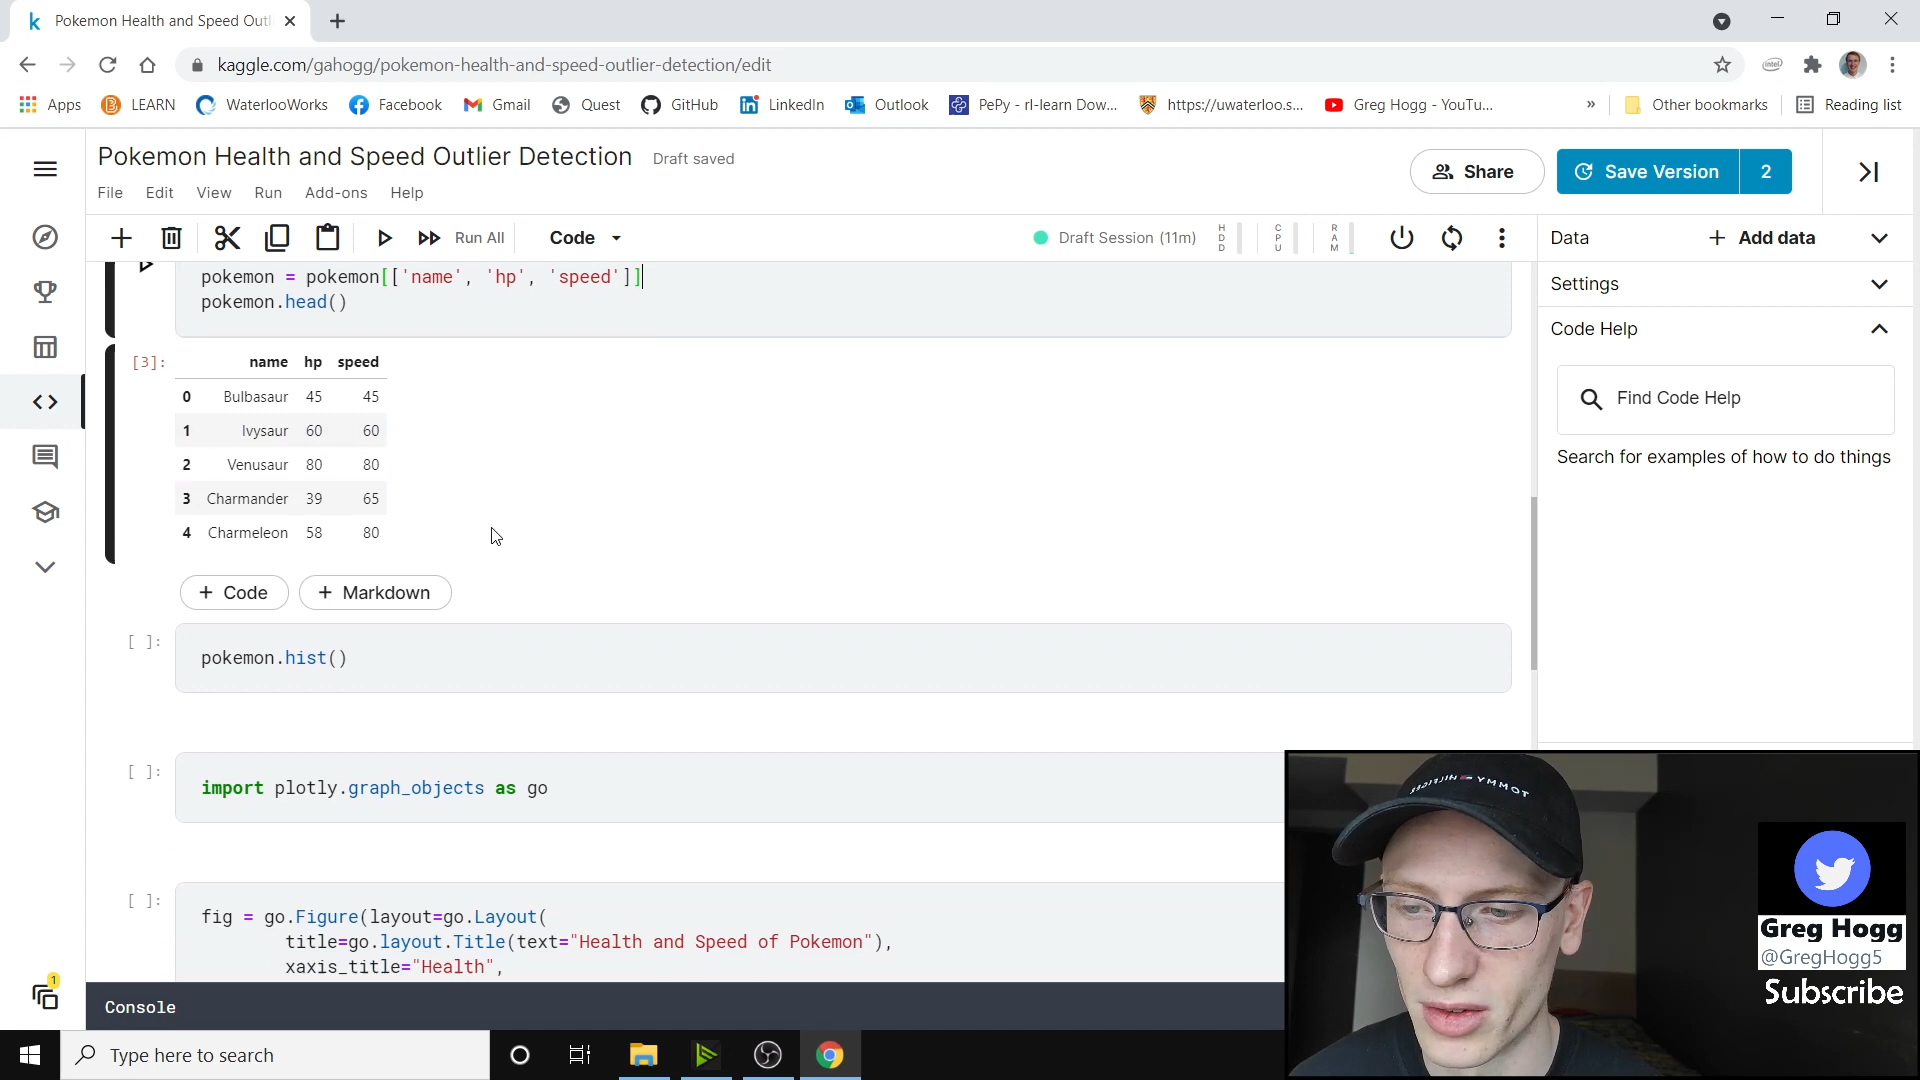 Pokemon Health and Speed Outl
kaggle.com/gahogg/pokemon-health-and-speed-outlier-detection/edit
Apps LEARN WaterlooWorks Facebook Gmail Quest GitHub LinkedIn Outlook PePy - rl-learn Dow... https://uwaterloo.s... Greg Hogg - YouTu... » Other bookmarks Reading list
Pokemon Health and Speed Outlier Detection Draft saved
Share Save Version 2
File Edit View Run Add-ons Help
Run All Code Draft Session (11m) HDD CPU RAM
Data + Add data
Settings
Code Help
Find Code Help
Search for examples of how to do things
pokemon = pokemon[['name', 'hp', 'speed']]
pokemon.head()
[3]: name hp speed
0 Bulbasaur 45 45
1 Ivysaur 60 60
2 Venusaur 80 80
3 Charmander 39 65
4 Charmeleon 58 80
+ Code + Markdown
[ ]: pokemon.hist()
[ ]: import plotly.graph_objects as go
[ ]: fig = go.Figure(layout=go.Layout(
title=go.layout.Title(text="Health and Speed of Pokemon"),
xaxis_title="Health",
1
Console
TOMMY HILFIGER
Greg Hogg
@GregHogg5
Subscribe
Type here to search